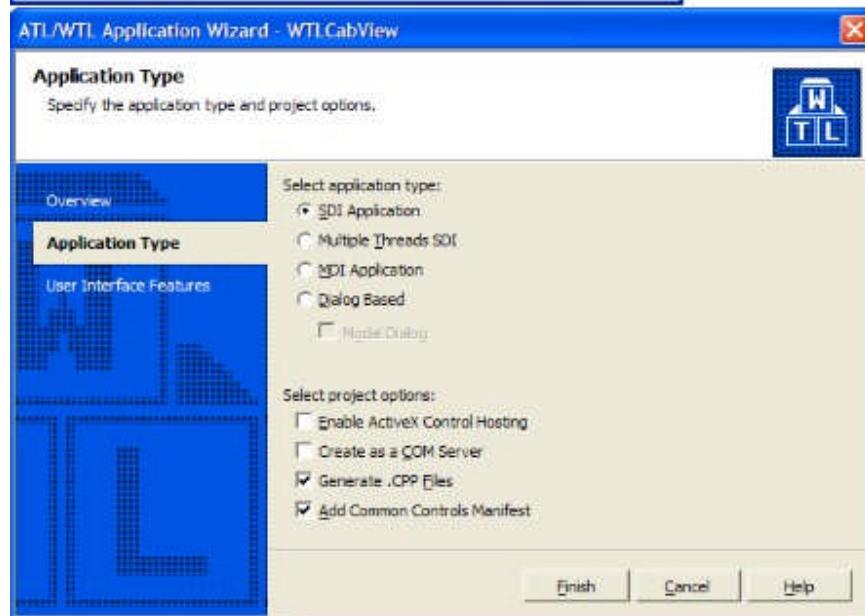 ATL/WTL Application Wizard - WTLCabView
Application Type
Specify the application type and project options.
W
T L
Overview
Application Type
User Interface Features
Select application type:
SDI Application
Multiple Threads SDI
MDI Application
Dialog Based
Modal Dialog
Select project options:
Enable ActiveX Control Hosting
Create as a COM Server
Generate .CPP Files
Add Common Controls Manifest
Finish Cancel Help